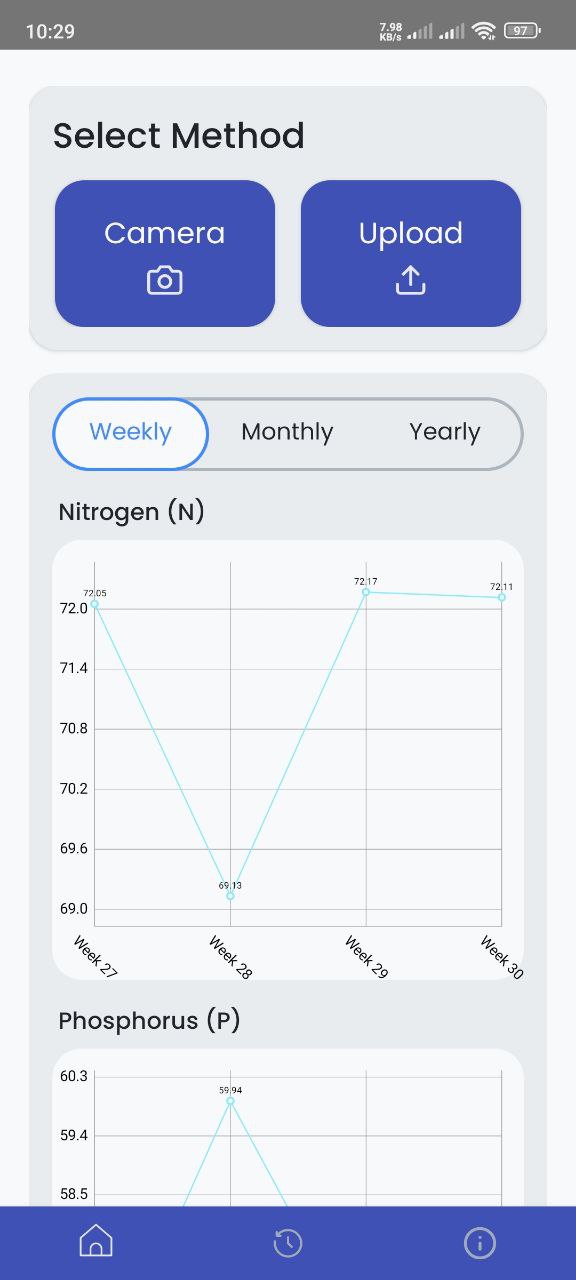 10:29
7.98
KB/s
97
Select Method
Camera
Upload
Weekly
Monthly
Yearly
Nitrogen (N)
72.05
72.17
72.11
72.0
71.4
70.8
70.2
69.6
69.13
69.0
Week 27
Week 28
Week 29
Week 30
Phosphorus (P)
60.3
59.94
59.4
58.5